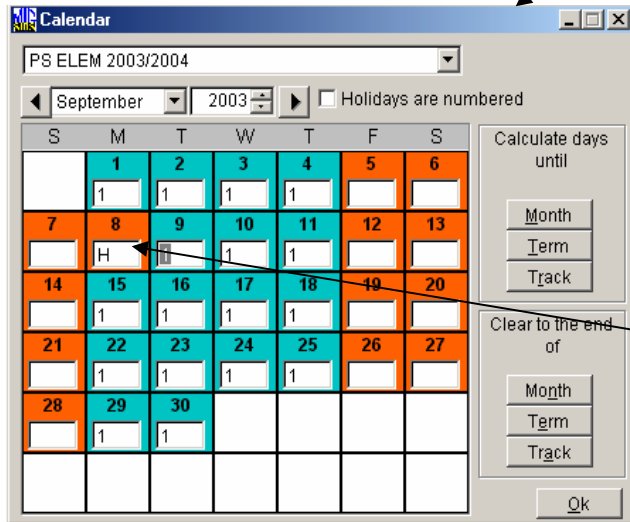 Calendar
PS ELEM 2003/2004
September 2003 Holidays are numbered
S M T W T F S
1 2 3 4 5 6
1 1 1 1
7 8 9 10 11 12 13
H 1 1 1
14 15 16 17 18 19 20
1 1 1 1
21 22 23 24 25 26 27
1 1 1 1
28 29 30
1 1
Calculate days
until
Month
Term
Track
Clear to the end
of
Month
Term
Track
Ok